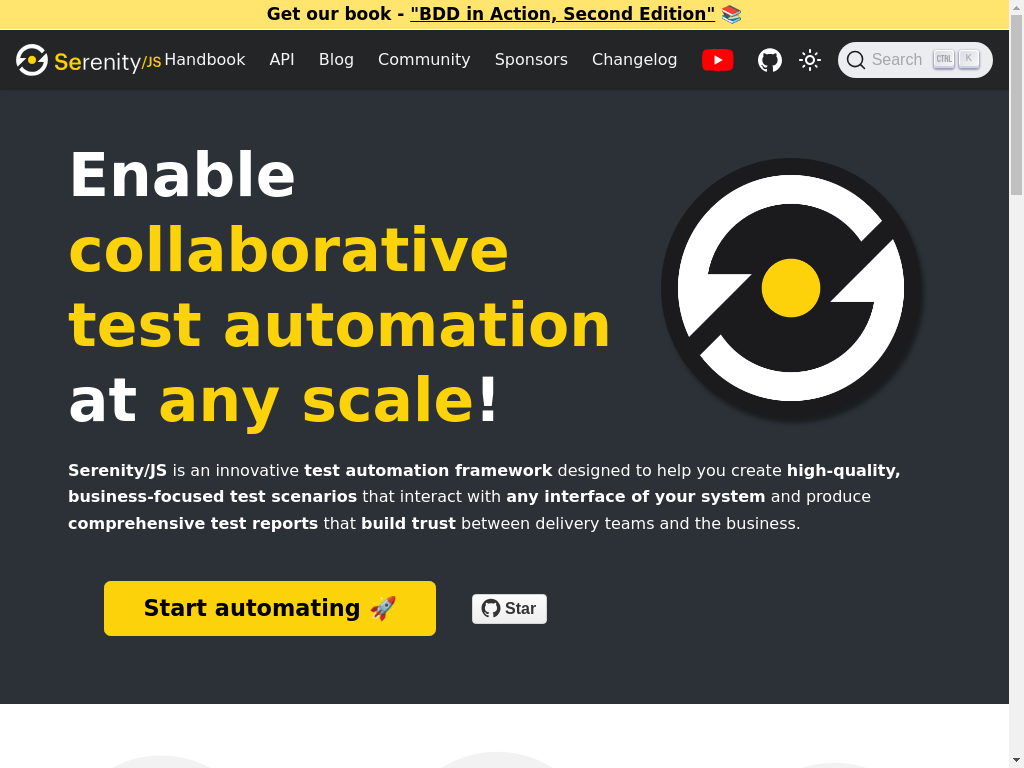 Get our book - "BDD in Action, Second Edition" 📚
Serenity/JS Handbook API Blog Community Sponsors Changelog Search CTRL K
Enable
collaborative
test automation
at any scale!
Serenity/JS is an innovative test automation framework designed to help you create high-quality,
business-focused test scenarios that interact with any interface of your system and produce
comprehensive test reports that build trust between delivery teams and the business.
Start automating 🚀 Star